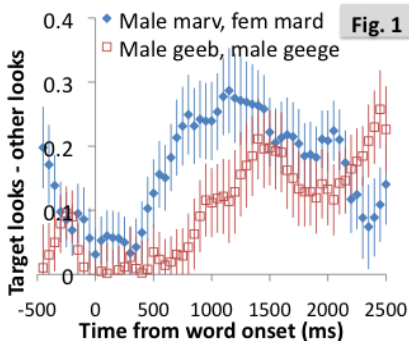 Fig. 1
Male marv, fem mard
Male geeb, male geege
Target looks - other looks
0.4
0.3
0.2
0.1
0
-500
0
500
1000
1500
2000
2500
Time from word onset (ms)